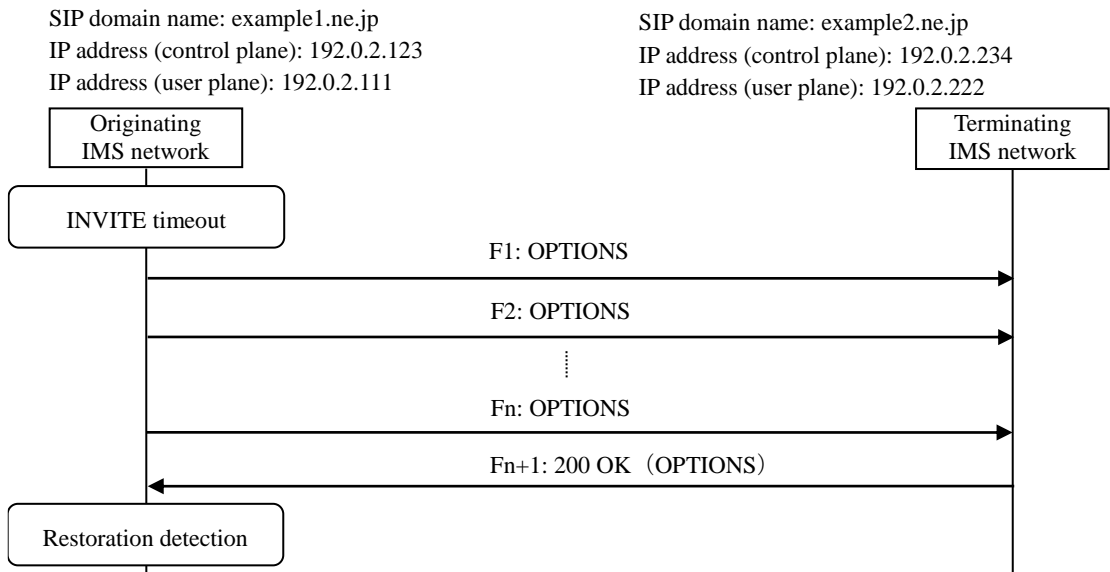 SIP domain name: example1.ne.jp
IP address (control plane): 192.0.2.123
IP address (user plane): 192.0.2.111
SIP domain name: example2.ne.jp
IP address (control plane): 192.0.2.234
IP address (user plane): 192.0.2.222
Originating
IMS network
Terminating
IMS network
INVITE timeout
F1: OPTIONS
F2: OPTIONS
Fn: OPTIONS
Fn+1: 200 OK（OPTIONS）
Restoration detection